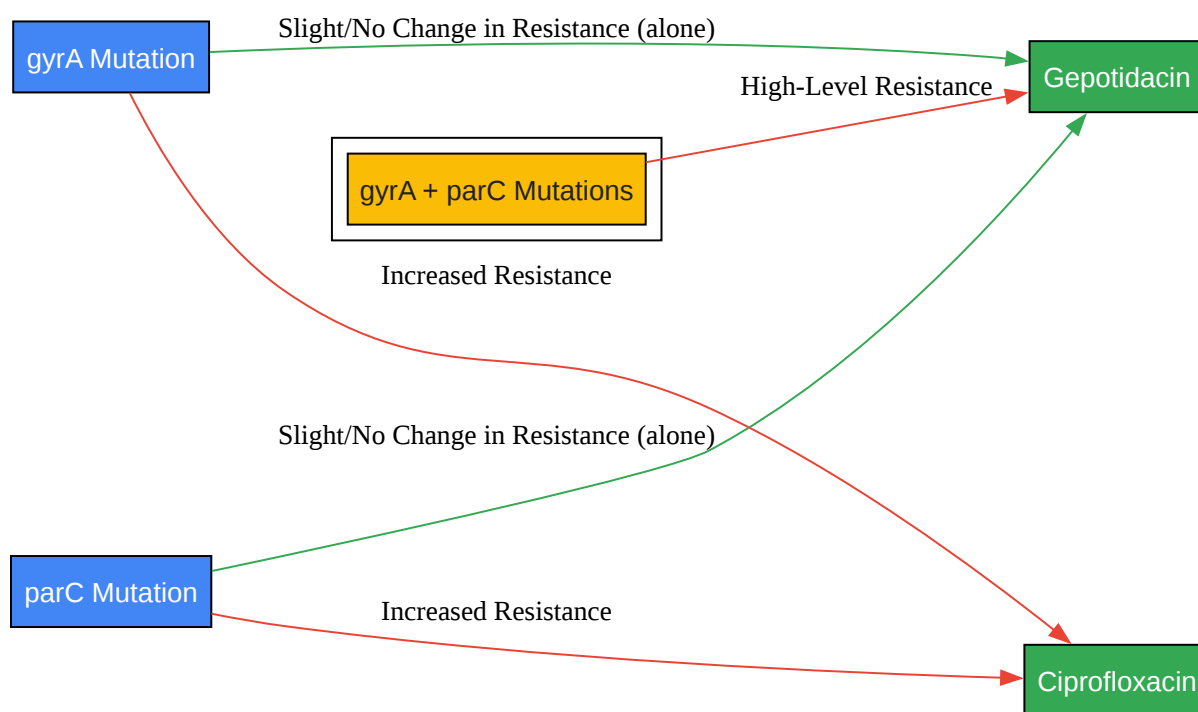 Slight/No Change in Resistance (alone)
gyrA Mutation
Gepotidacin
High-Level Resistance
gyrA + parC Mutations
Increased Resistance
Slight/No Change in Resistance (alone)
parC Mutation
Increased Resistance
Ciprofloxacin